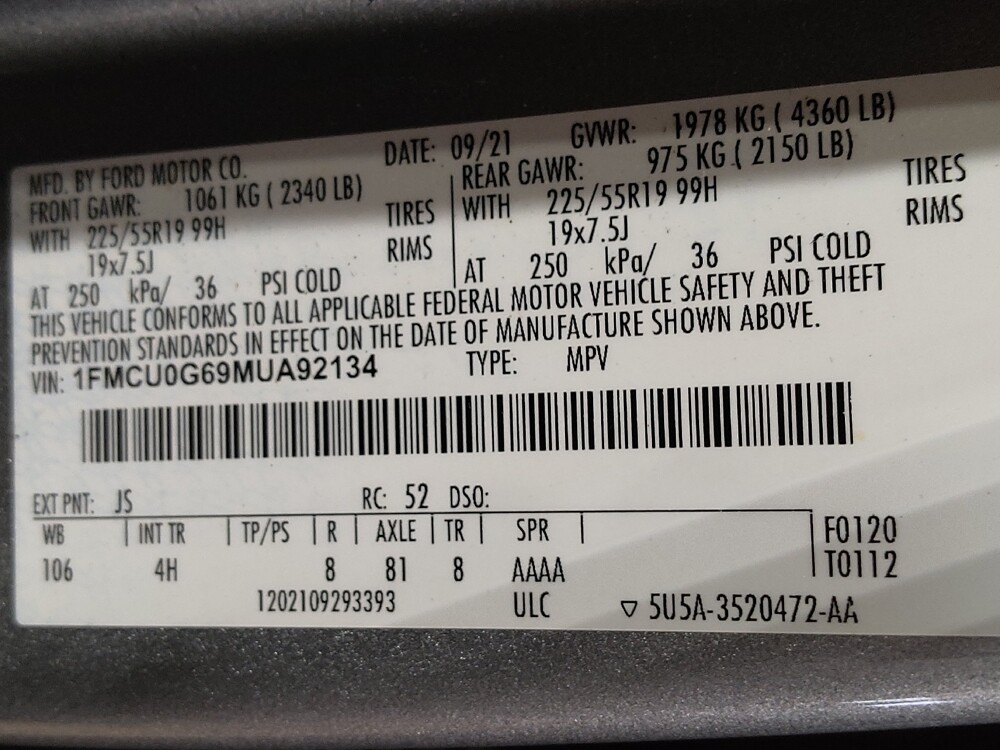 MFD. BY FORD MOTOR CO. DATE: 09/21 GVWR: 1978 KG ( 4360 LB)
FRONT GAWR: 1061 KG ( 2340 LB) REAR GAWR: 975 KG ( 2150 LB)
WITH 225/55R19 99H TIRES WITH 225/55R19 99H TIRES
19x7.5J RIMS 19x7.5J RIMS
AT 250 kPa/ 36 PSI COLD AT 250 kPa/ 36 PSI COLD
THIS VEHICLE CONFORMS TO ALL APPLICABLE FEDERAL MOTOR VEHICLE SAFETY AND THEFT
PREVENTION STANDARDS IN EFFECT ON THE DATE OF MANUFACTURE SHOWN ABOVE.
VIN: 1FMCU0G69MUA92134 TYPE: MPV
EXT PNT: JS RC: 52 DSO:
WB | INT TR | TP/PS | R | AXLE | TR | SPR | F0120
106 4H 8 81 8 AAAA T0112
1202109293393 ULC ▽ 5U5A-3520472-AA